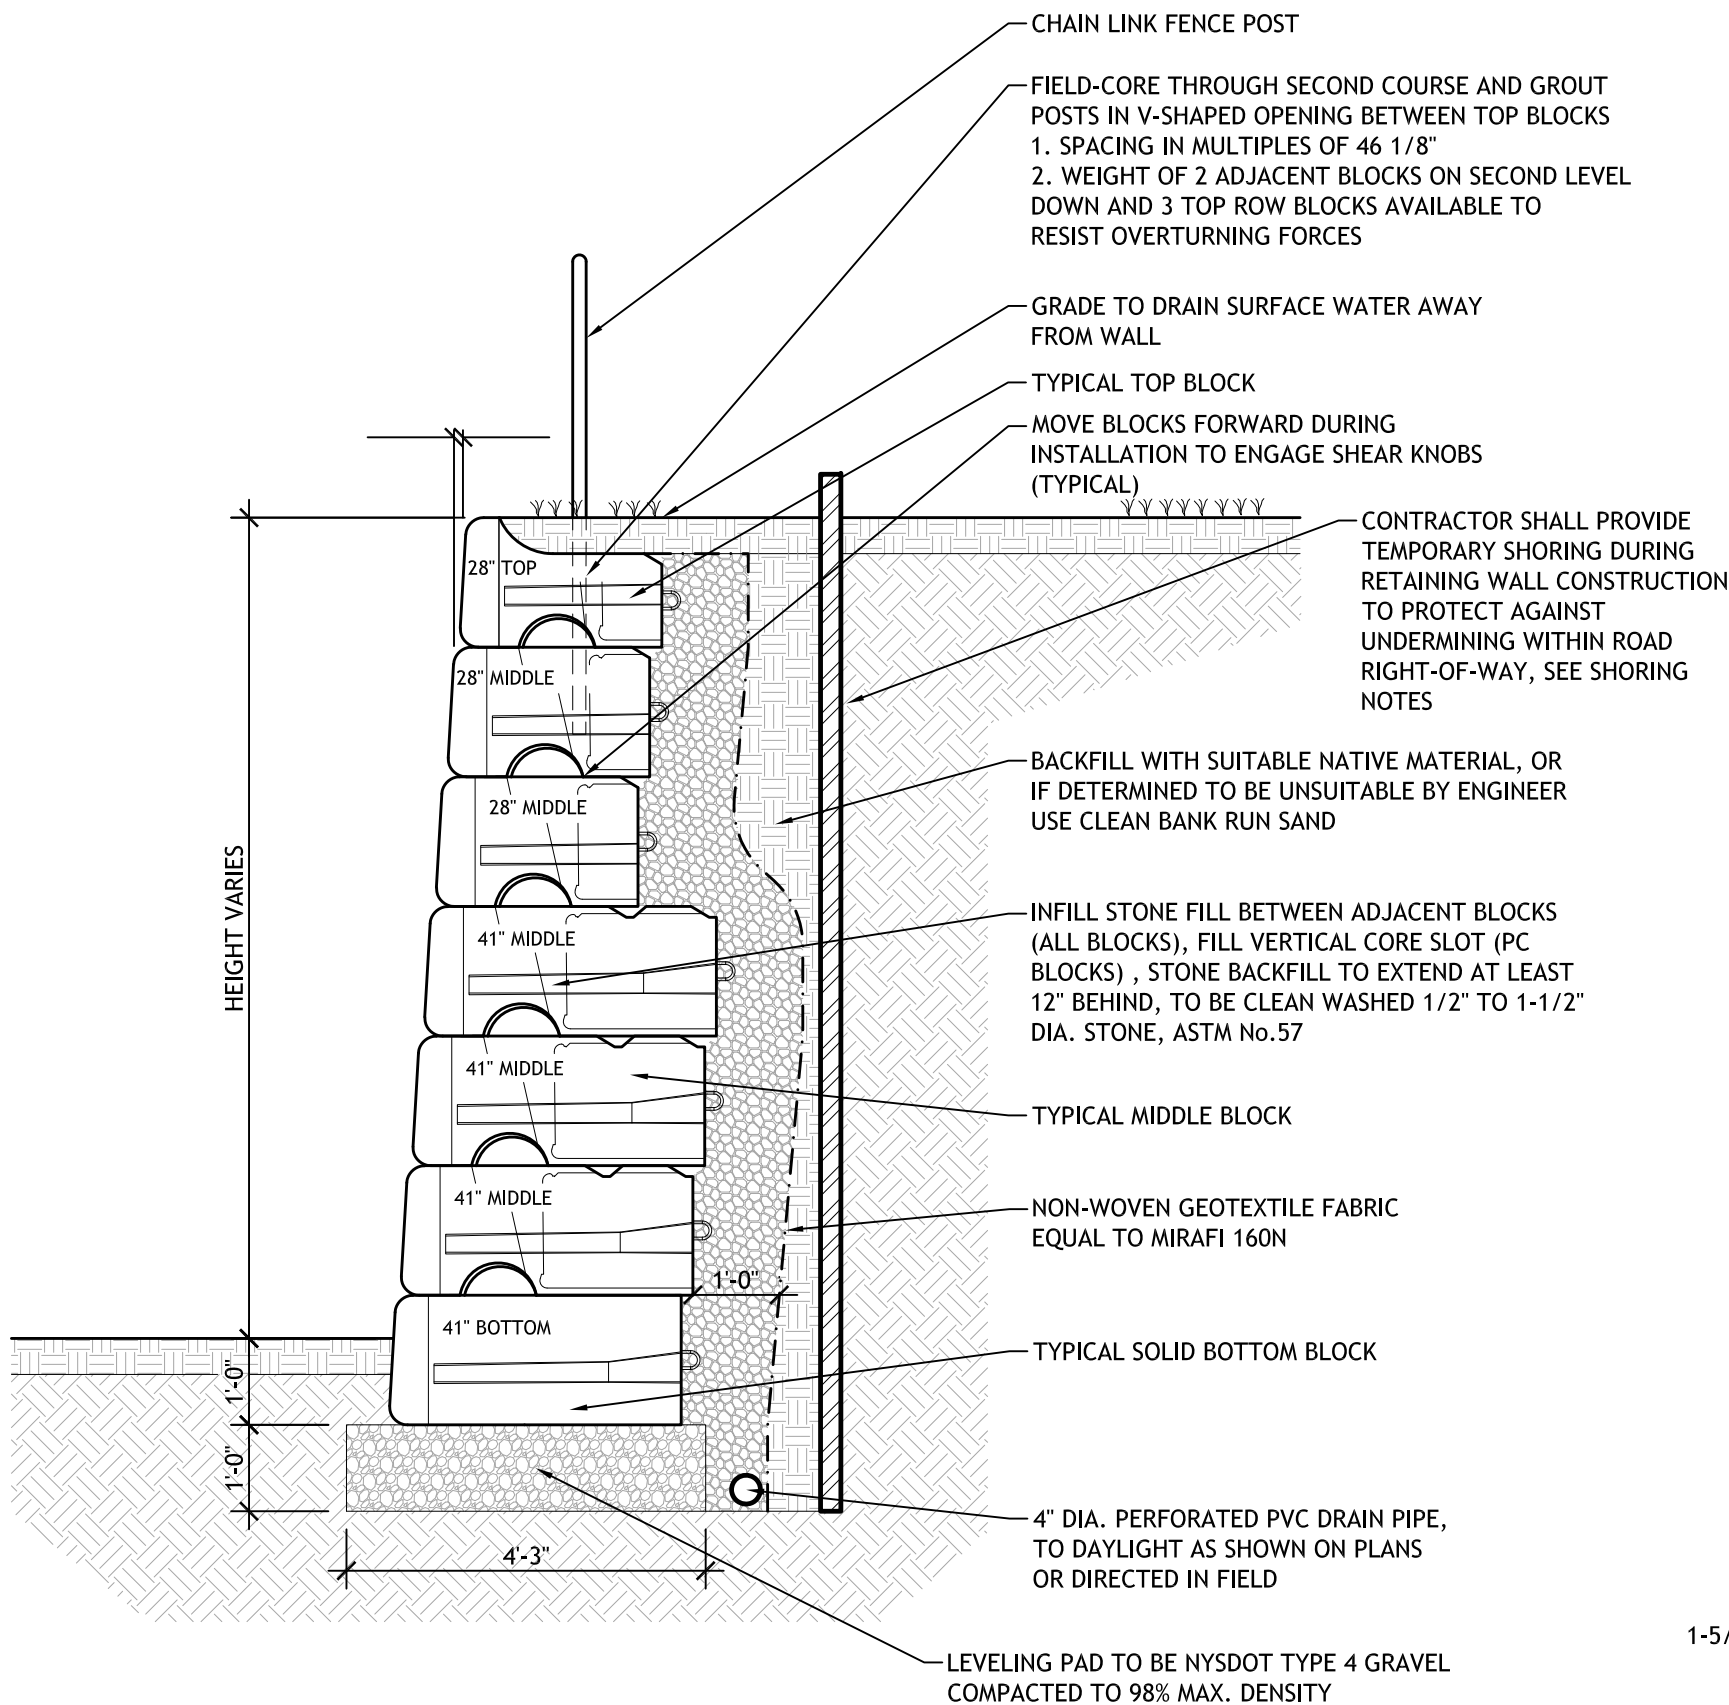 CHAIN LINK FENCE POST
FIELD-CORE THROUGH SECOND COURSE AND GROUT
POSTS IN V-SHAPED OPENING BETWEEN TOP BLOCKS
1. SPACING IN MULTIPLES OF 46 1/8"
2. WEIGHT OF 2 ADJACENT BLOCKS ON SECOND LEVEL
DOWN AND 3 TOP ROW BLOCKS AVAILABLE TO
RESIST OVERTURNING FORCES
GRADE TO DRAIN SURFACE WATER AWAY
FROM WALL
TYPICAL TOP BLOCK
MOVE BLOCKS FORWARD DURING
INSTALLATION TO ENGAGE SHEAR KNOBS
(TYPICAL)
CONTRACTOR SHALL PROVIDE
TEMPORARY SHORING DURING
RETAINING WALL CONSTRUCTION
TO PROTECT AGAINST
UNDERMINING WITHIN ROAD
RIGHT-OF-WAY, SEE SHORING
NOTES
BACKFILL WITH SUITABLE NATIVE MATERIAL, OR
IF DETERMINED TO BE UNSUITABLE BY ENGINEER
USE CLEAN BANK RUN SAND
INFILL STONE FILL BETWEEN ADJACENT BLOCKS
(ALL BLOCKS), FILL VERTICAL CORE SLOT (PC
BLOCKS) , STONE BACKFILL TO EXTEND AT LEAST
12" BEHIND, TO BE CLEAN WASHED 1/2" TO 1-1/2"
DIA. STONE, ASTM No.57
TYPICAL MIDDLE BLOCK
NON-WOVEN GEOTEXTILE FABRIC
EQUAL TO MIRAFI 160N
TYPICAL SOLID BOTTOM BLOCK
4" DIA. PERFORATED PVC DRAIN PIPE,
TO DAYLIGHT AS SHOWN ON PLANS
OR DIRECTED IN FIELD
LEVELING PAD TO BE NYSDOT TYPE 4 GRAVEL
COMPACTED TO 98% MAX. DENSITY
28" TOP
28" MIDDLE
28" MIDDLE
41" MIDDLE
41" MIDDLE
41" MIDDLE
41" BOTTOM
HEIGHT VARIES
1'-0"
1'-0"
1'-0"
4'-3"
1-5/